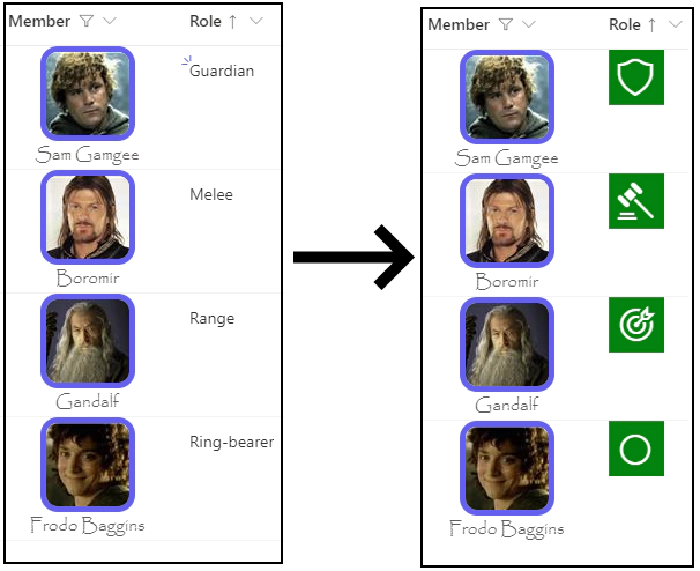 Member Role
Guardian
Sam Gamgee
Melee
Boromir
Range
Gandalf
Ring-bearer
Frodo Baggins
Member Role
Sam Gamgee
Boromir
Gandalf
Frodo Baggins